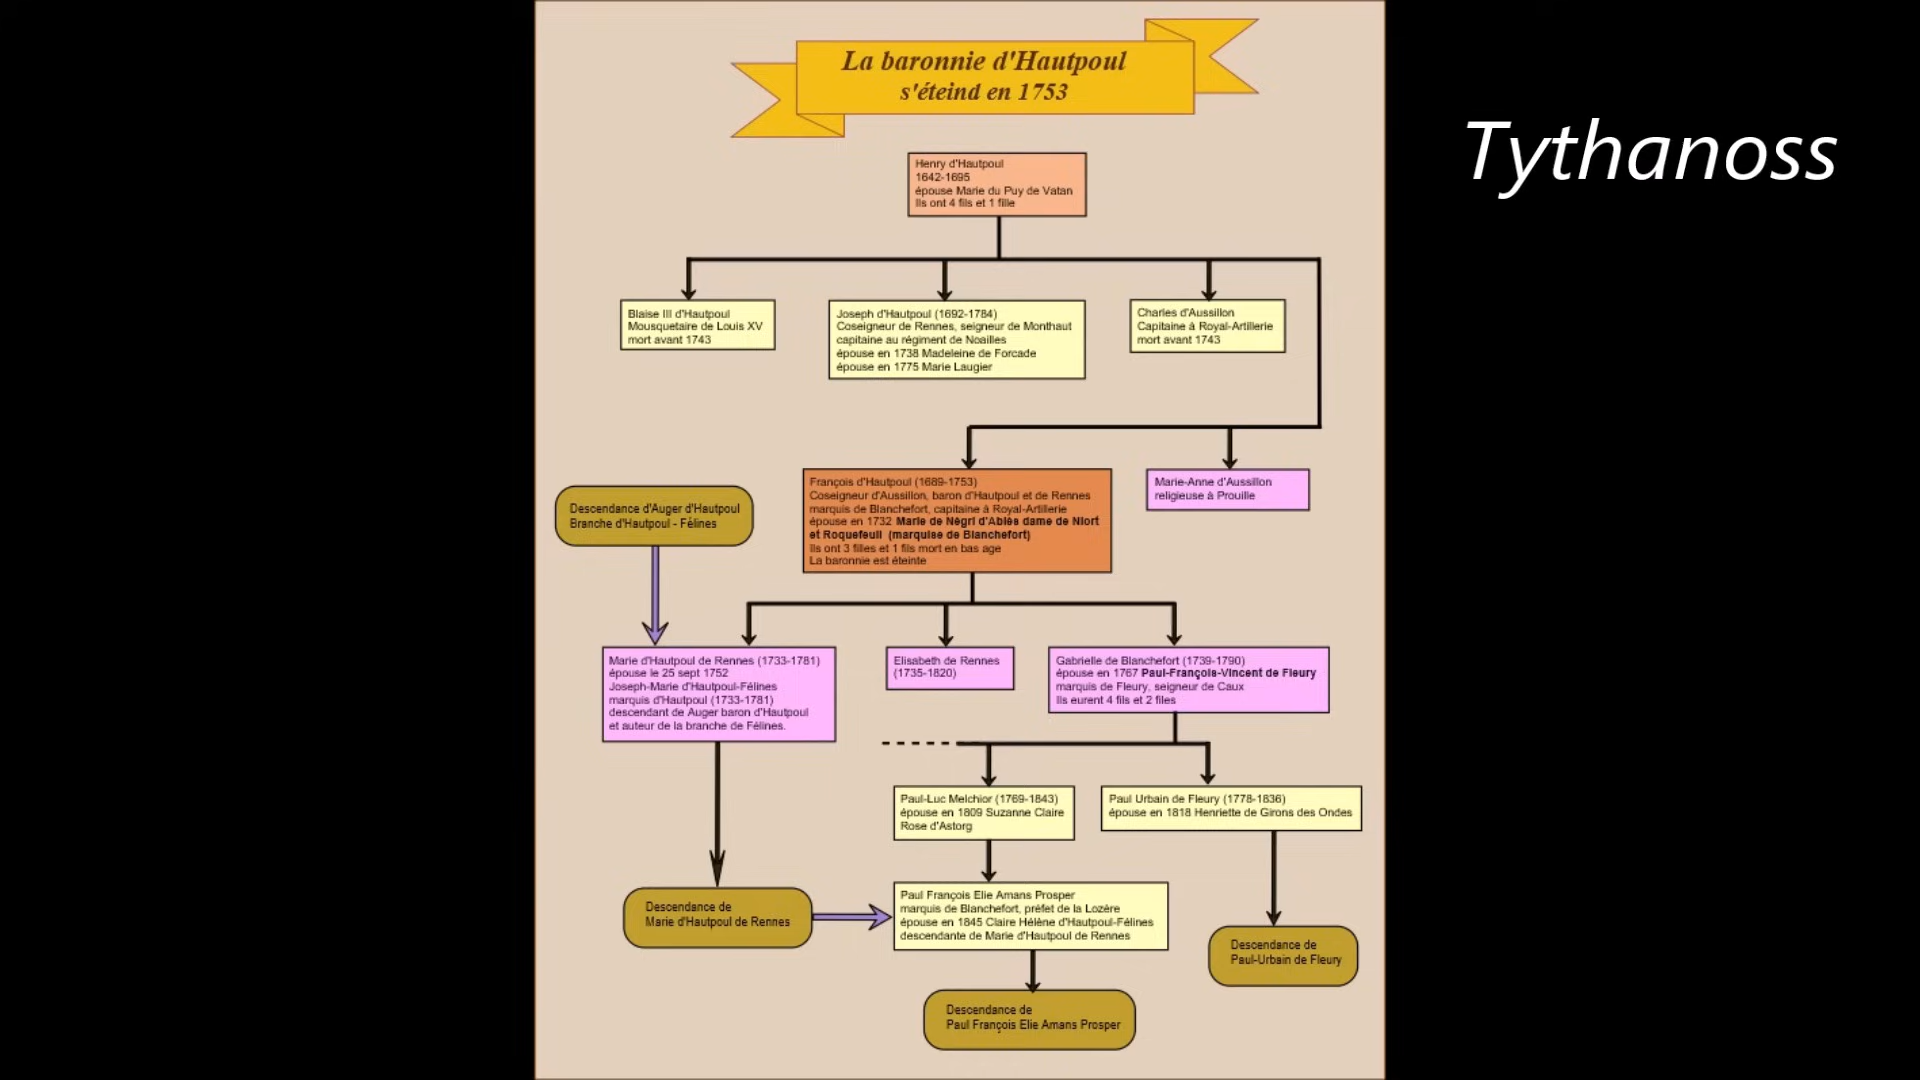 La baronnie d'Hautpoul
s'éteind en 1753
Tythanoss
Henry d'Hautpoul
1642-1695
épouse Marie du Puy de Vatan
Ils ont 4 fils et 1 fille
Blaise III d'Hautpoul
Mousquetaire de Louis XV
mort avant 1743
Joseph d'Hautpoul (1692-1784)
Coseigneur de Rennes, seigneur de Monthaut
capitaine au régiment de Noailles
épouse en 1738 Madeleine de Forcade
épouse en 1775 Marie Laugier
Charles d'Aussillon
Capitaine à Royal-Artillerie
mort avant 1743
François d'Hautpoul (1689-1753)
Coseigneur d'Aussillon, baron d'Hautpoul et de Rennes
marquis de Blanchefort, capitaine à Royal-Artillerie
épouse en 1732 Marie de Nègri d'Ablès dame de Niort
et Roquefeuil (marquise de Blanchefort)
Ils ont 3 filles et 1 fils mort en bas age
La baronnie est éteinte
Marie-Anne d'Aussillon
religieuse à Prouille
Descendance d'Auger d'Hautpoul
Branche d'Hautpoul - Félines
Marie d'Hautpoul de Rennes (1733-1781)
épouse le 25 sept 1752
Joseph-Marie d'Hautpoul-Félines
marquis d'Hautpoul (1733-1781)
descendant de Auger baron d'Hautpoul
et auteur de la branche de Félines.
Elisabeth de Rennes
(1735-1820)
Gabrielle de Blanchefort (1739-1790)
épouse en 1767 Paul-François-Vincent de Fleury
marquis de Fleury, seigneur de Caux
Ils eurent 4 fils et 2 files
Paul-Luc Melchior (1769-1843)
épouse en 1809 Suzanne Claire
Rose d'Astorg
Paul Urbain de Fleury (1778-1836)
épouse en 1818 Henriette de Girons des Ondes
Descendance de
Marie d'Hautpoul de Rennes
Paul François Elie Amans Prosper
marquis de Blanchefort, préfet de la Lozère
épouse en 1845 Claire Hélène d'Hautpoul-Félines
descendante de Marie d'Hautpoul de Rennes
Descendance de
Paul-Urbain de Fleury
Descendance de
Paul François Elie Amans Prosper